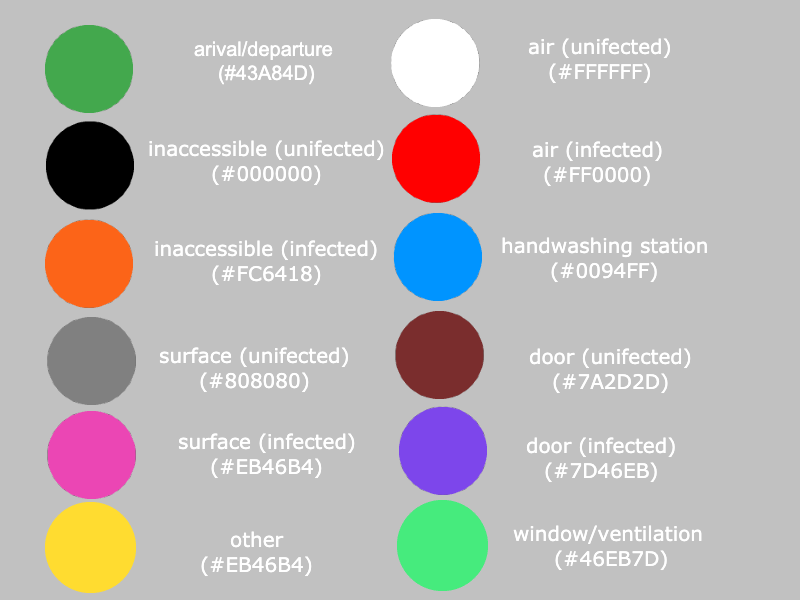 arival/departure
(#43A84D)
air (unifected)
(#FFFFFF)
inaccessible (unifected)
(#000000)
air (infected)
(#FF0000)
inaccessible (infected)
(#FC6418)
handwashing station
(#0094FF)
surface (unifected)
(#808080)
door (unifected)
(#7A2D2D)
surface (infected)
(#EB46B4)
door (infected)
(#7D46EB)
other
(#EB46B4)
window/ventilation
(#46EB7D)